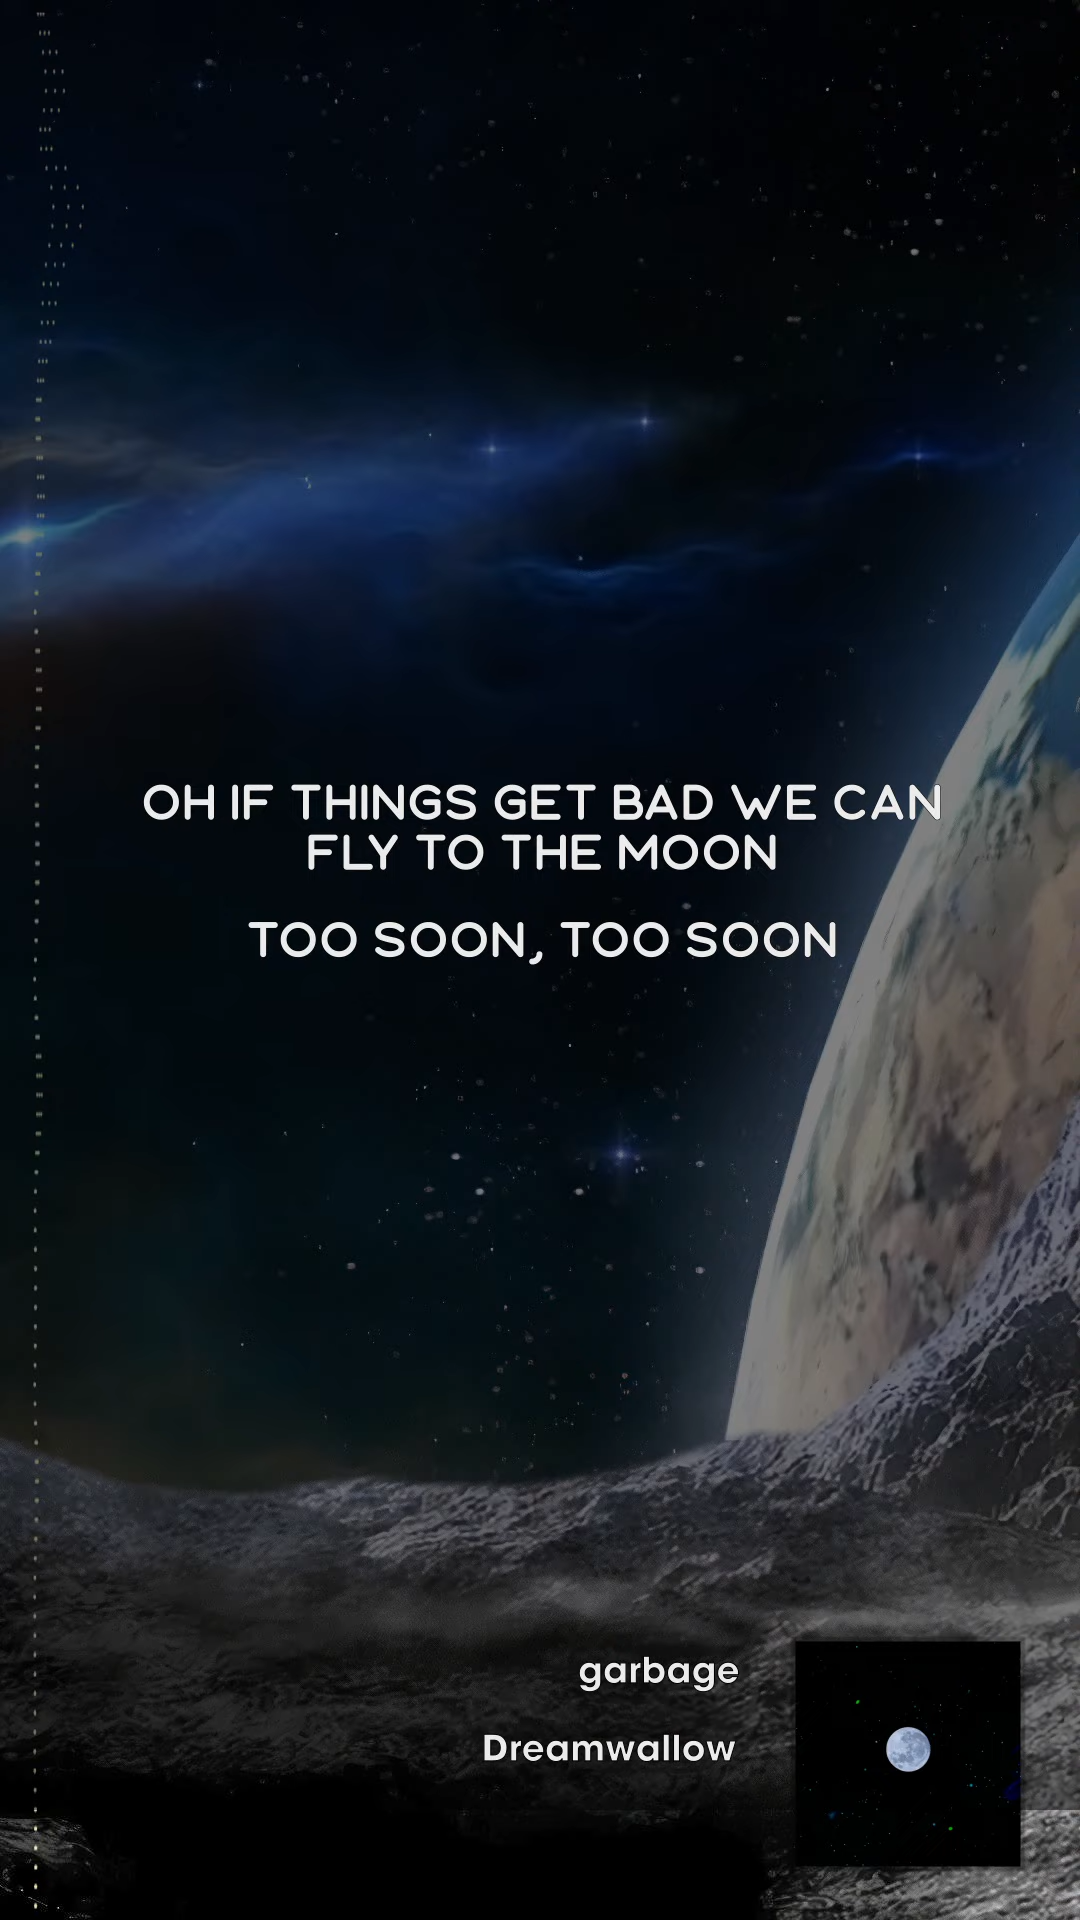 OH IF THINGS GET BAD WE CAN
FLY TO THE MOON
TOO SOON, TOO SOON
garbage
Dreamwallow